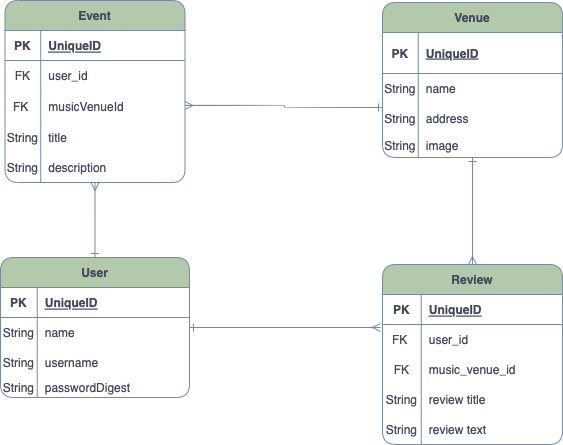 Event
PK UniqueID
FK user_id
FK musicVenueId
String title
String description
Venue
PK UniqueID
String name
String address
String image
User
PK UniqueID
String name
String username
String passwordDigest
Review
PK UniqueID
FK user_id
FK music_venue_id
String review title
String review text